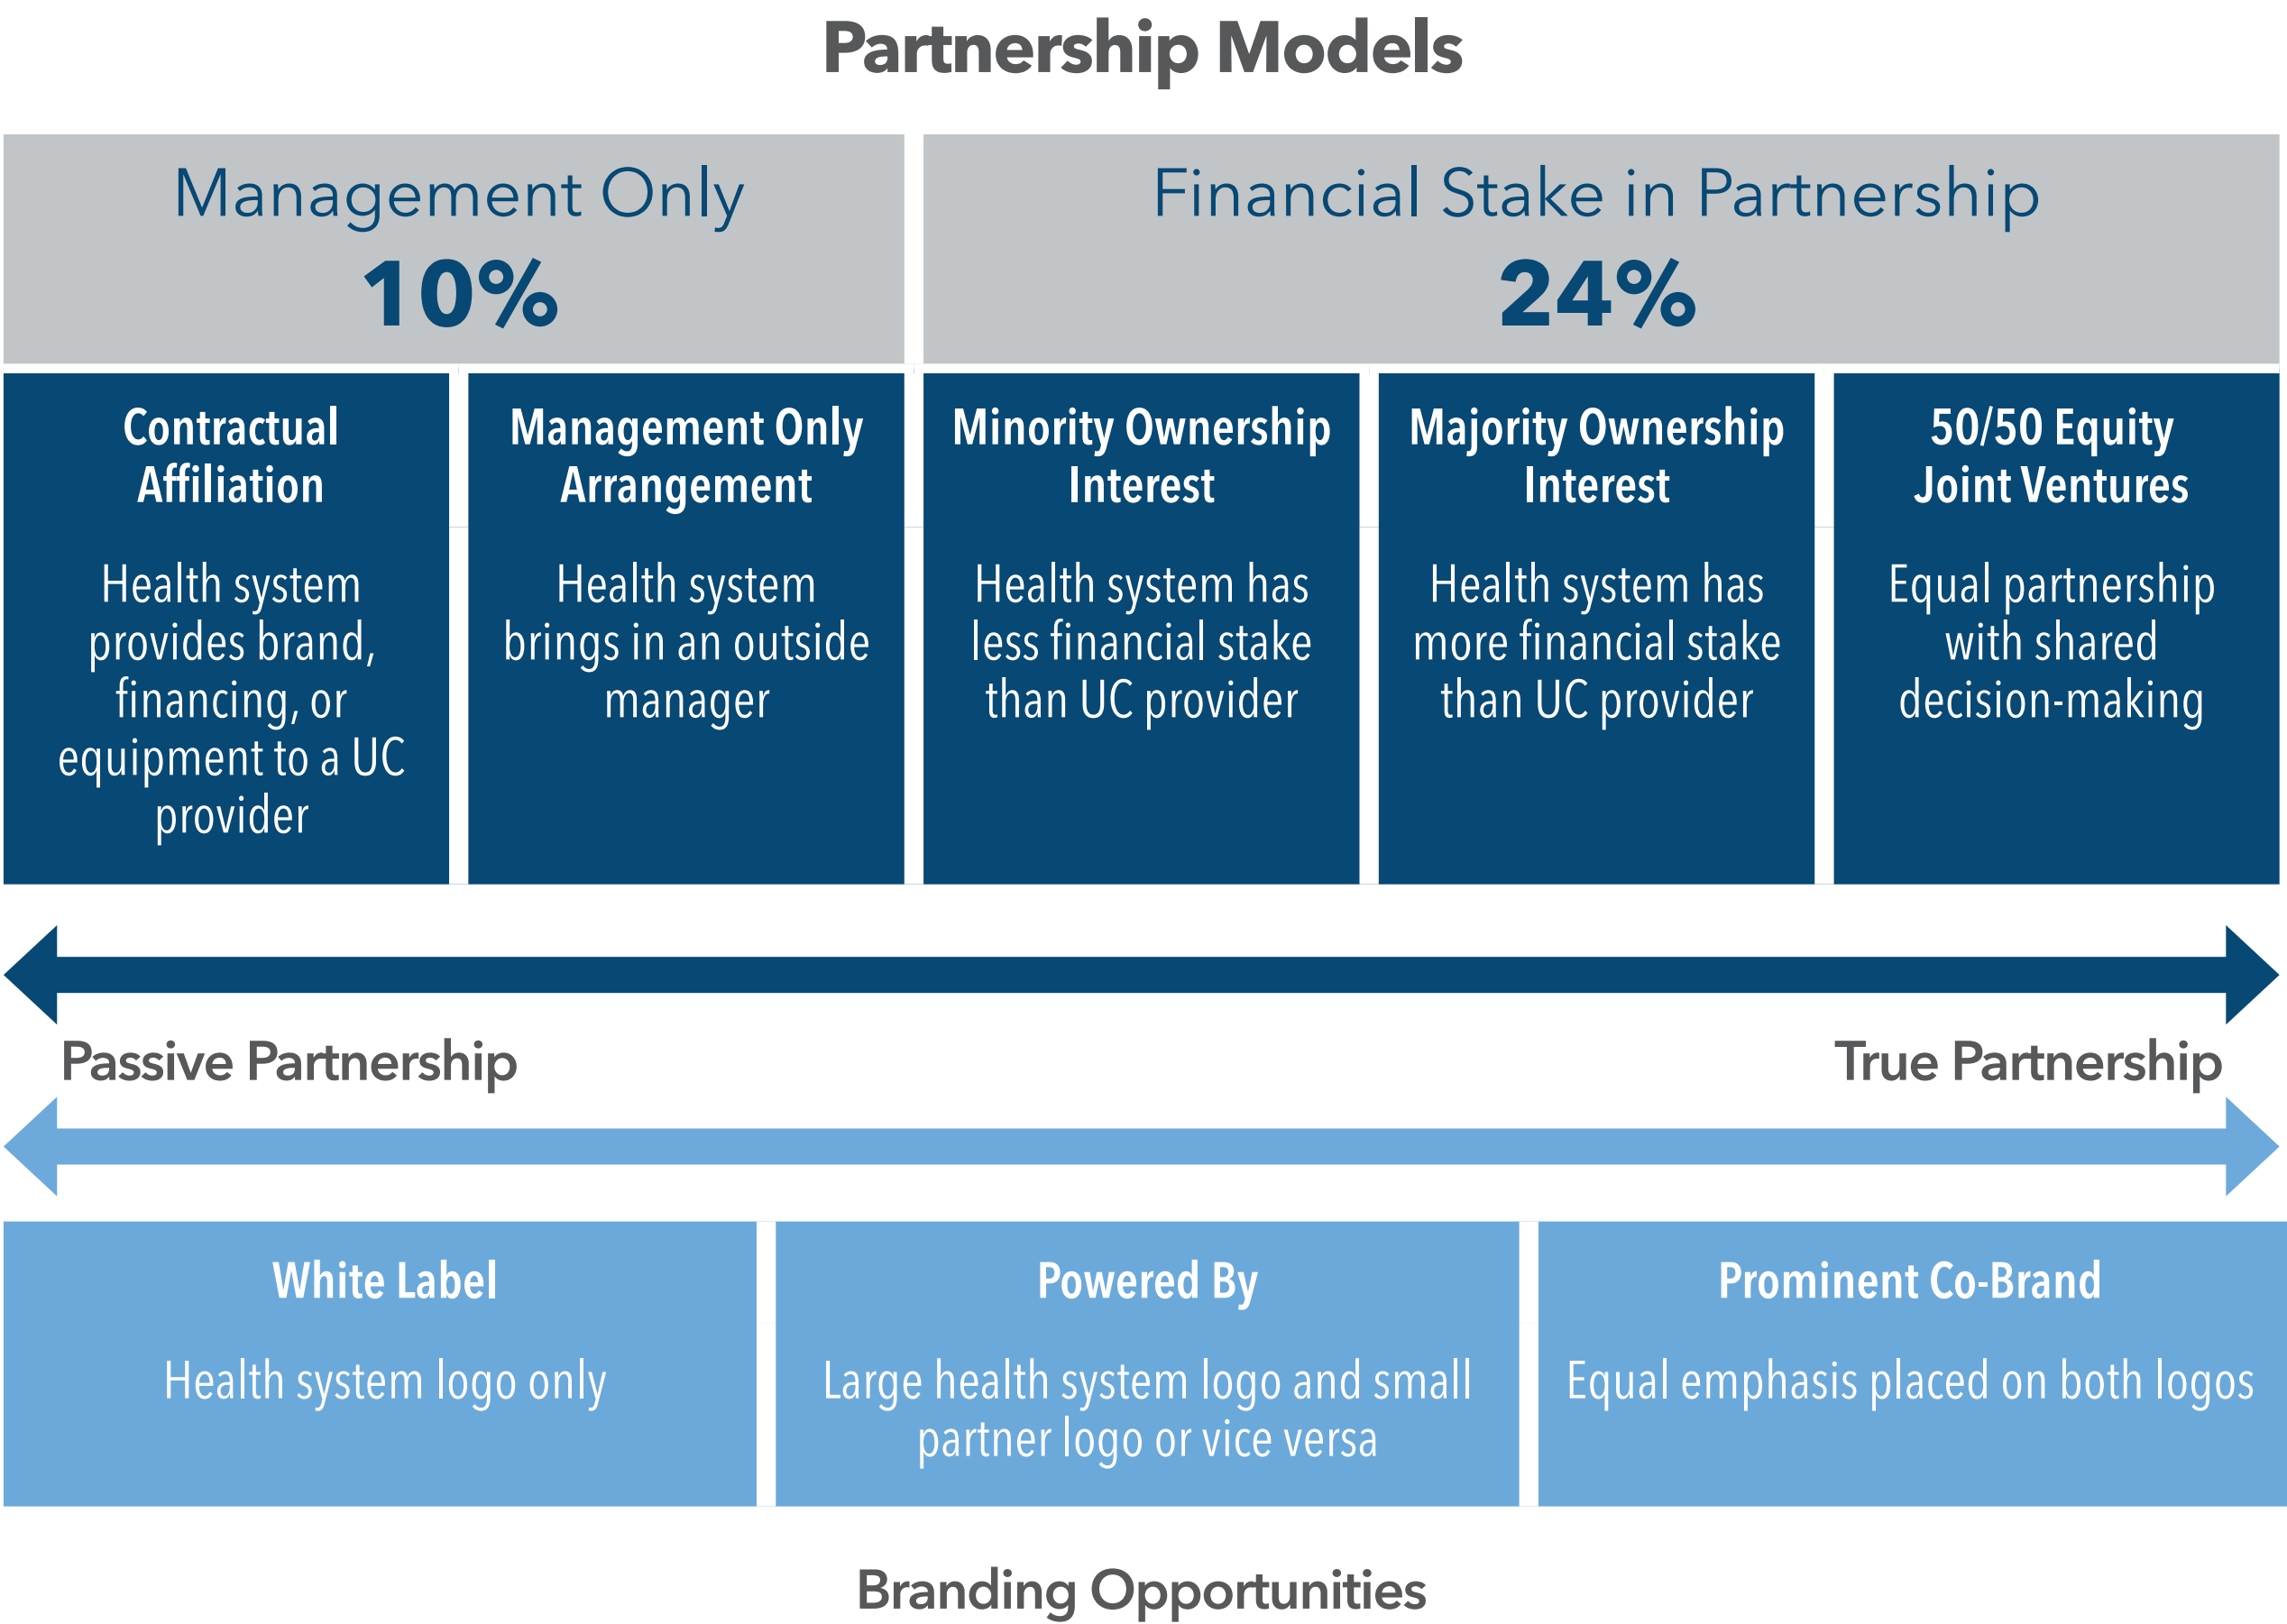 Partnership Models
Management Only
10%
Financial Stake in Partnership
24%
Contractual
Affiliation
Health system
provides brand,
financing, or
equipment to a UC
provider
Management Only
Arrangement
Health system
brings in an outside
manager
Minority Ownership
Interest
Health system has
less financial stake
than UC provider
Majority Ownership
Interest
Health system has
more financial stake
than UC provider
50/50 Equity
Joint Ventures
Equal partnership
with shared
decision-making
Passive Partnership
True Partnership
White Label
Health system logo only
Powered By
Large health system logo and small
partner logo or vice versa
Prominent Co-Brand
Equal emphasis placed on both logos
Branding Opportunities